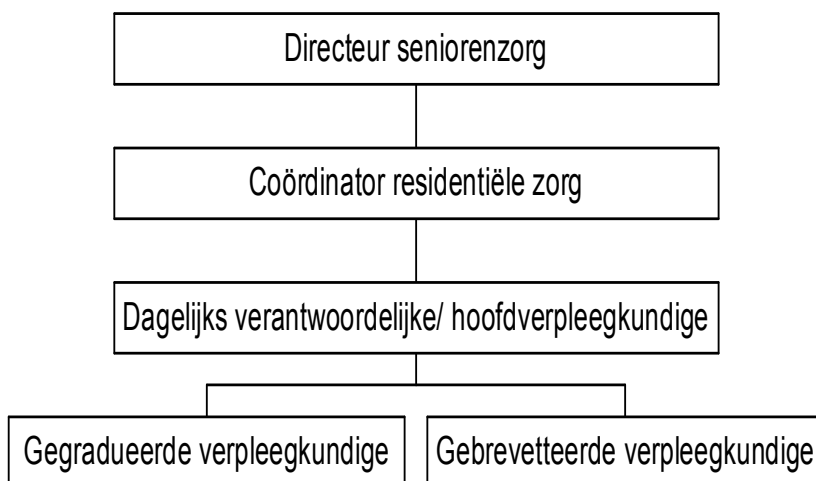 Directeur seniorenzorg
Coördinator residentiële zorg
Dagelijks verantwoordelijke/ hoofdverpleegkundige
Gegradueerde verpleegkundige
Gebrevetteerde verpleegkundige